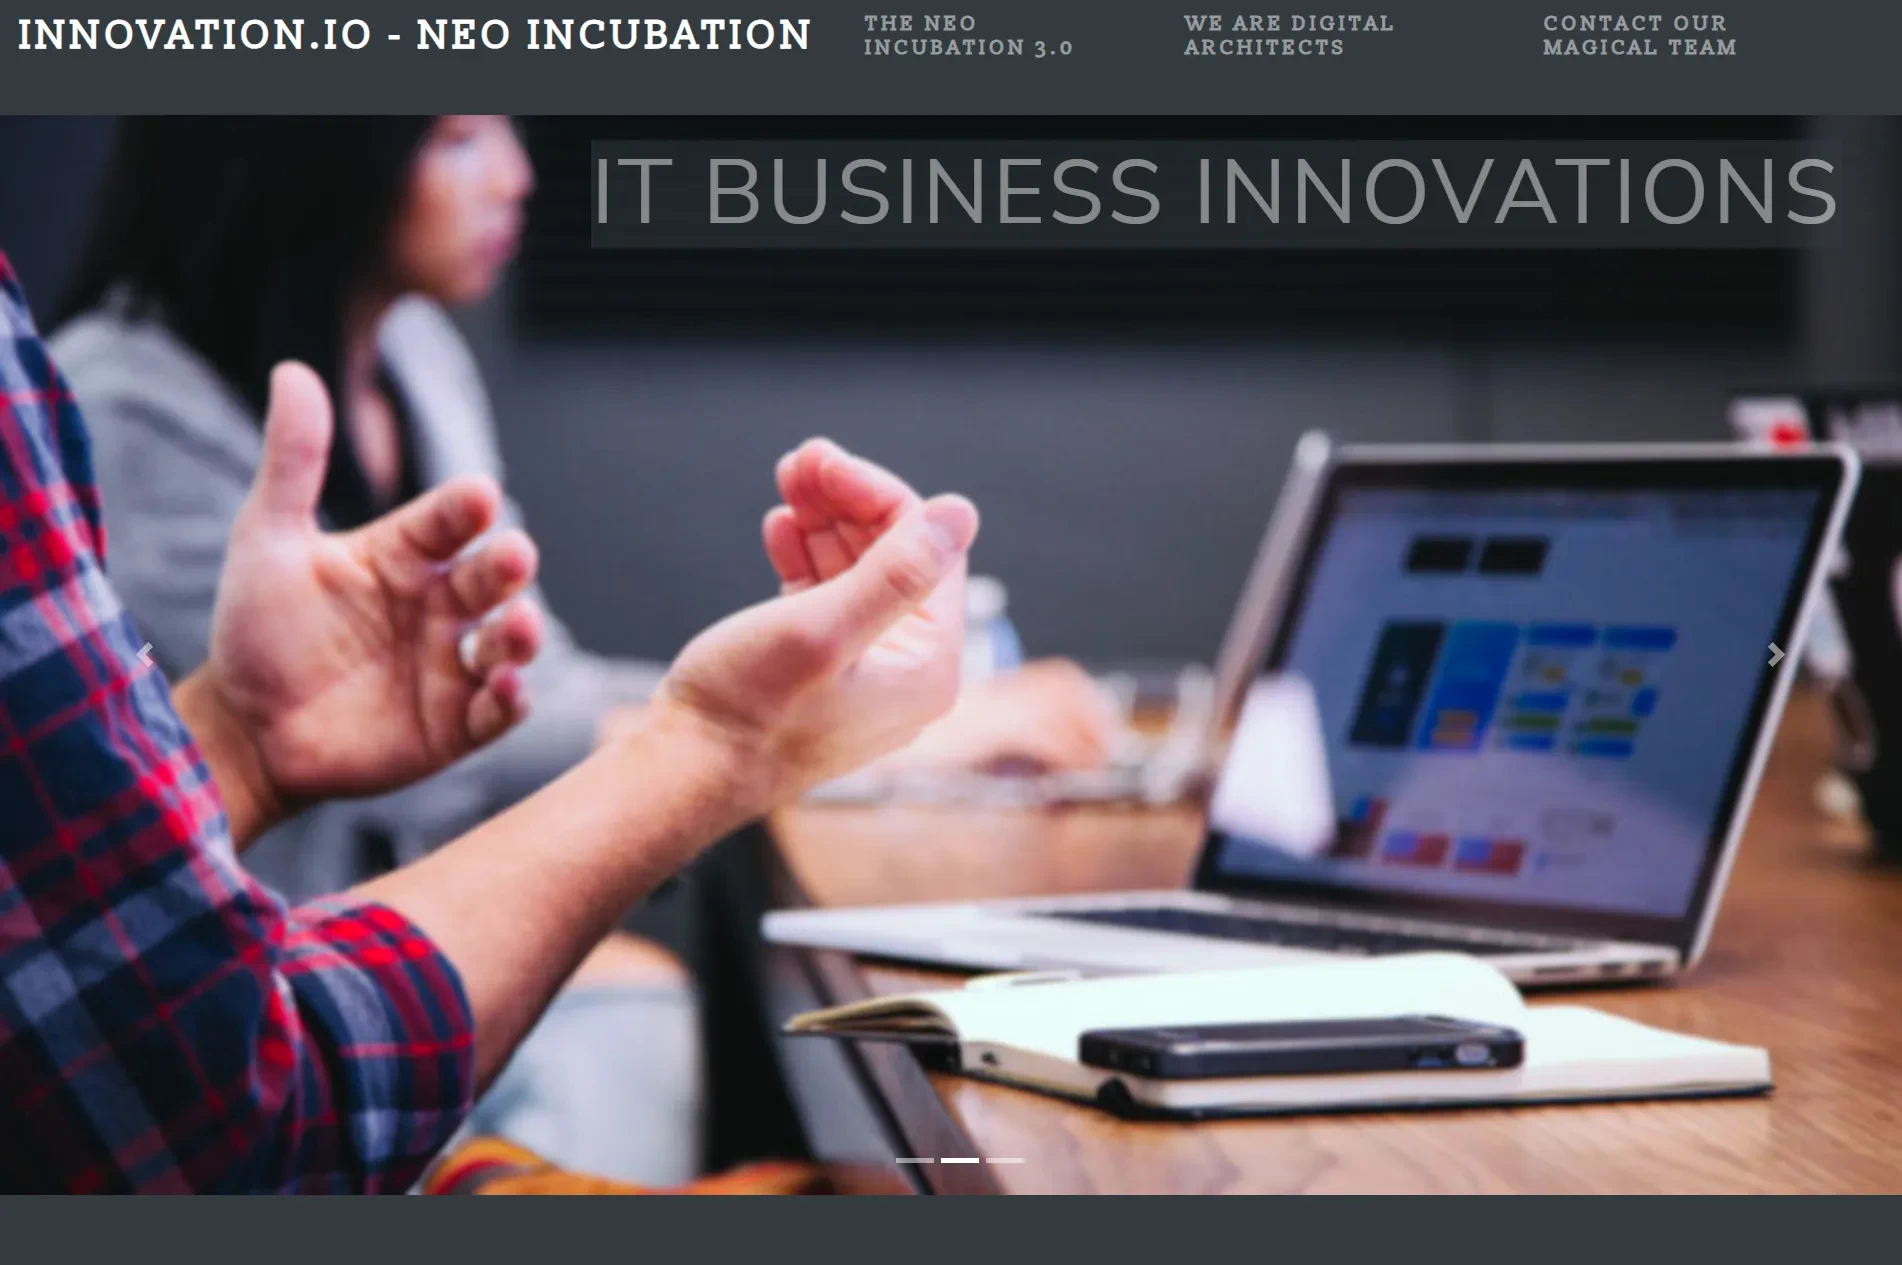 INNOVATION.IO - NEO INCUBATION
THE NEO
INCUBATION 3.0
WE ARE DIGITAL
ARCHITECTS
CONTACT OUR
MAGICAL TEAM
IT BUSINESS INNOVATIONS